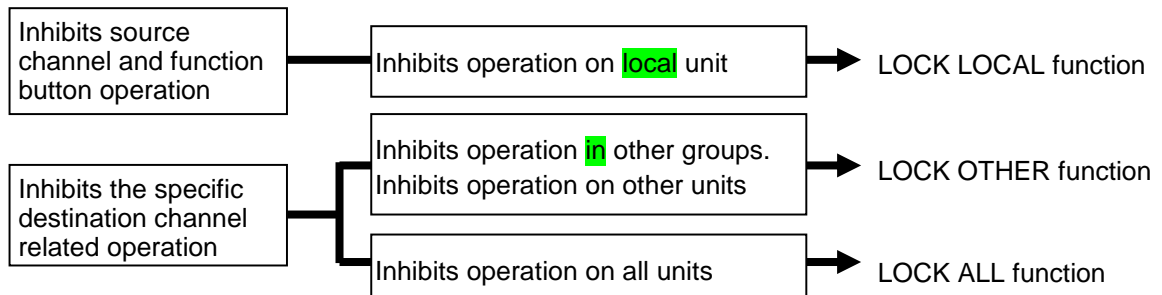 Inhibits source
channel and function
button operation
Inhibits operation on local unit
LOCK LOCAL function
Inhibits the specific
destination channel
related operation
Inhibits operation in other groups.
Inhibits operation on other units
LOCK OTHER function
Inhibits operation on all units
LOCK ALL function